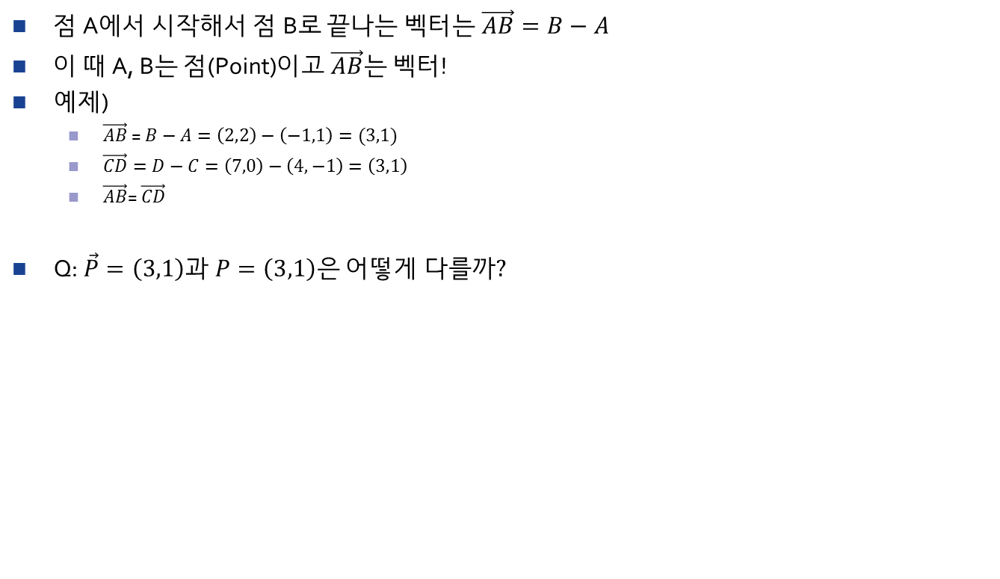 ■ 점 A에서 시작해서 점 B로 끝나는 벡터는 $\overrightarrow{AB} = B - A$
■ 이 때 A, B는 점(Point)이고 $\overrightarrow{AB}$는 벡터!
■ 예제)
■ $\overrightarrow{AB}$ = $B - A = (2,2) - (-1,1) = (3,1)$
■ $\overrightarrow{CD} = D - C = (7,0) - (4,-1) = (3,1)$
■ $\overrightarrow{AB}$= $\overrightarrow{CD}$
■ Q: $\vec{P} = (3,1)$과 $P = (3,1)$은 어떻게 다를까?